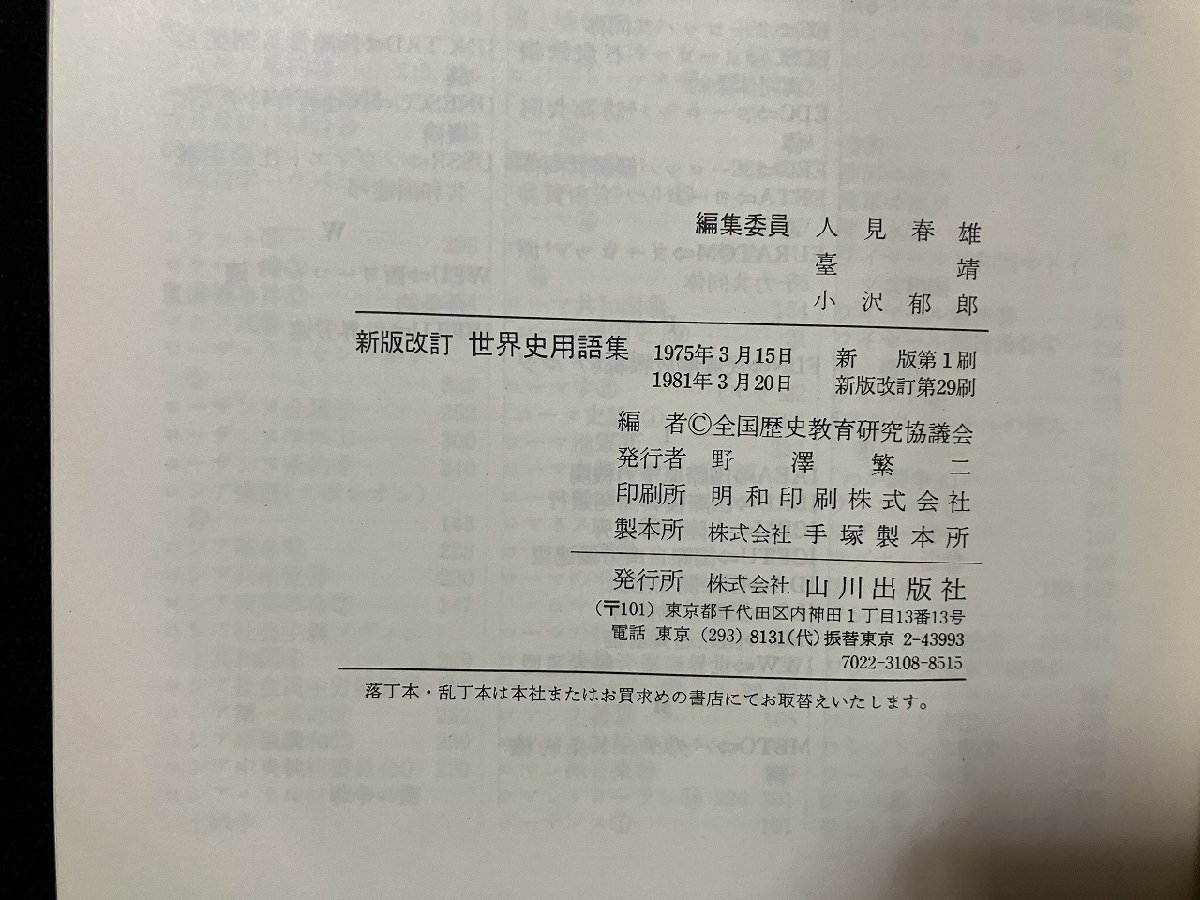 編集委員 人見春雄
臺靖
小沢郁郎
新版改訂 世界史用語集 1975年3月15日 新版第1刷
1981年3月20日 新版改訂第29刷
編者©全国歴史教育研究協議会
発行者 野澤繁二
印刷所 明和印刷株式会社
製本所 株式会社手塚製本所
発行所 株式会社山川出版社
(〒101) 東京都千代田区内神田1丁目13番13号
電話 東京 (293) 8131(代) 振替東京 2-43993
7022-3108-8515
落丁本・乱丁本は本社またはお買求めの書店にてお取替えいたします。